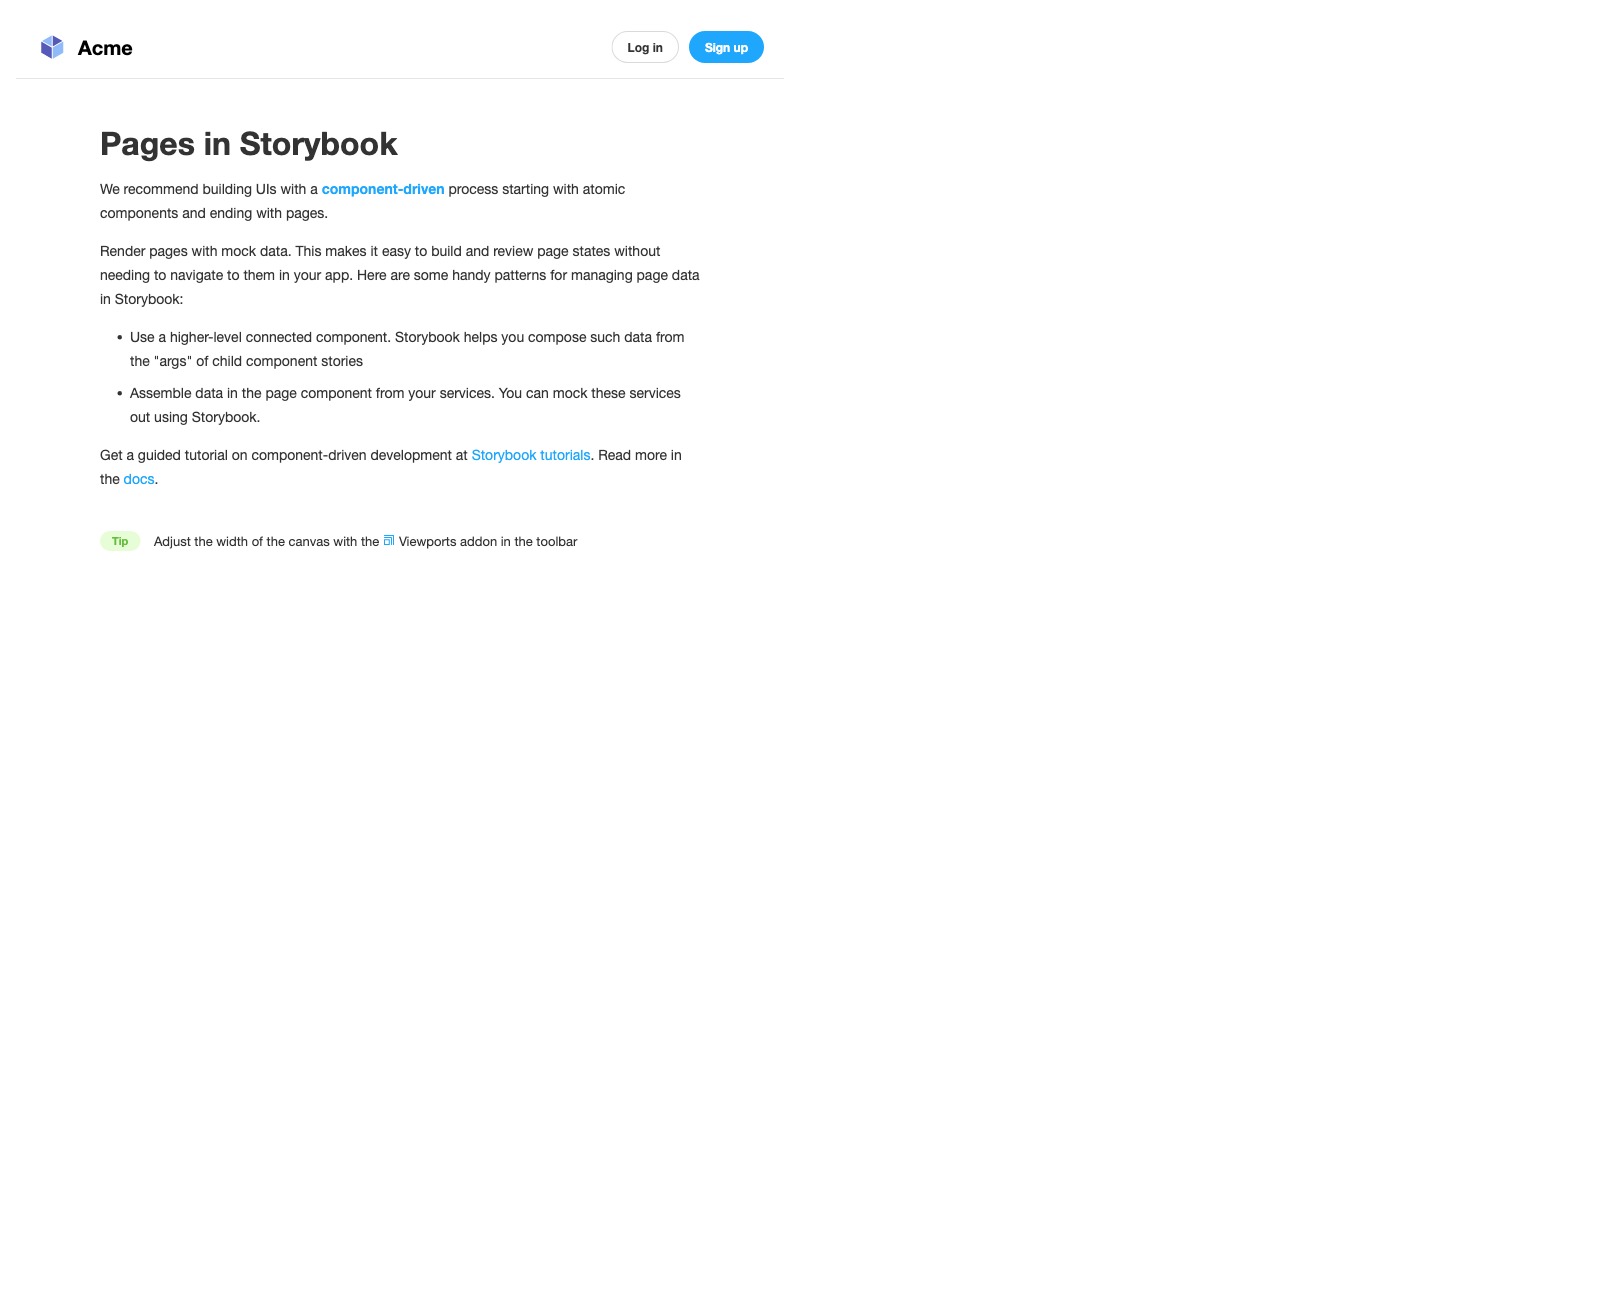 Acme
Log in
Sign up
Pages in Storybook
We recommend building UIs with a component-driven process starting with atomic
components and ending with pages.
Render pages with mock data. This makes it easy to build and review page states without
needing to navigate to them in your app. Here are some handy patterns for managing page data
in Storybook:
• Use a higher-level connected component. Storybook helps you compose such data from
the "args" of child component stories
• Assemble data in the page component from your services. You can mock these services
out using Storybook.
Get a guided tutorial on component-driven development at Storybook tutorials. Read more in
the docs.
Tip Adjust the width of the canvas with the Viewports addon in the toolbar